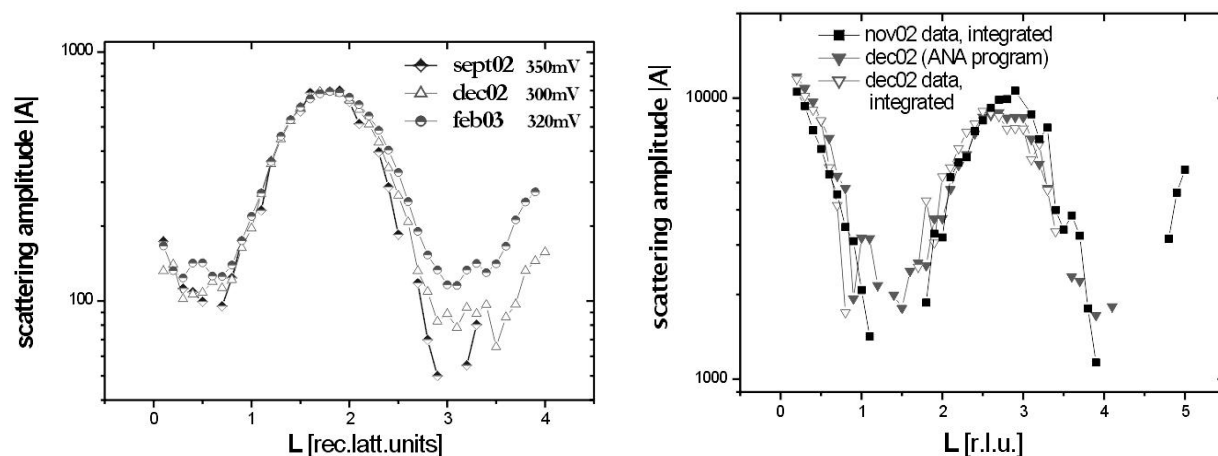 1000
100
scattering amplitude |A|
sept02 350mV
dec02 300mV
feb03 320mV
0 1 2 3 4
L [rec.latt.units]
10000
1000
scattering amplitude |A|
nov02 data, integrated
dec02 (ANA program)
dec02 data,
integrated
0 1 2 3 4 5
L [r.l.u.]